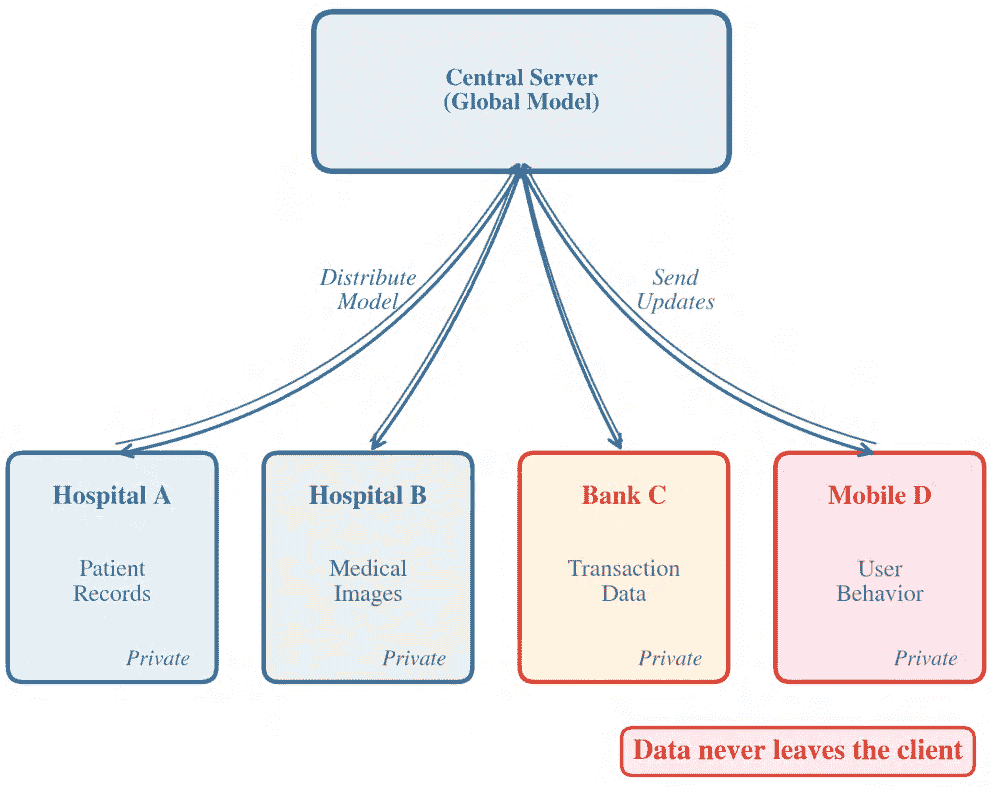 Central Server
(Global Model)
Distribute
Model
Send
Updates
Hospital A
Patient
Records
Private
Hospital B
Medical
Images
Private
Bank C
Transaction
Data
Private
Mobile D
User
Behavior
Private
Data never leaves the client